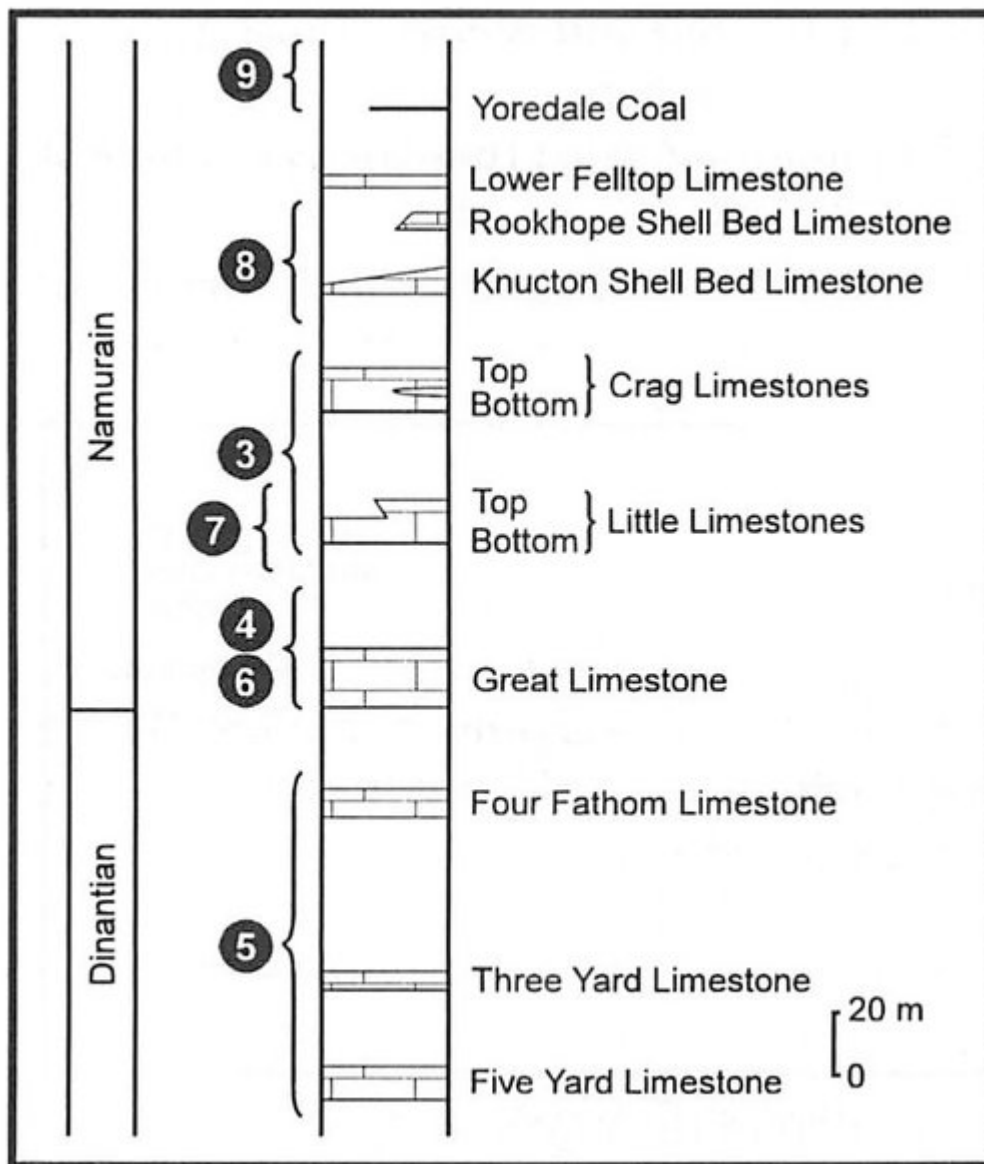 9
Yoredale Coal
Lower Felltop Limestone
Rookhope Shell Bed Limestone
8
Knucton Shell Bed Limestone
Namurain
Top
Bottom
Crag Limestones
3
7
Top
Bottom
Little Limestones
4
6
Great Limestone
Four Fathom Limestone
Dinantian
5
Three Yard Limestone
20 m
0
Five Yard Limestone